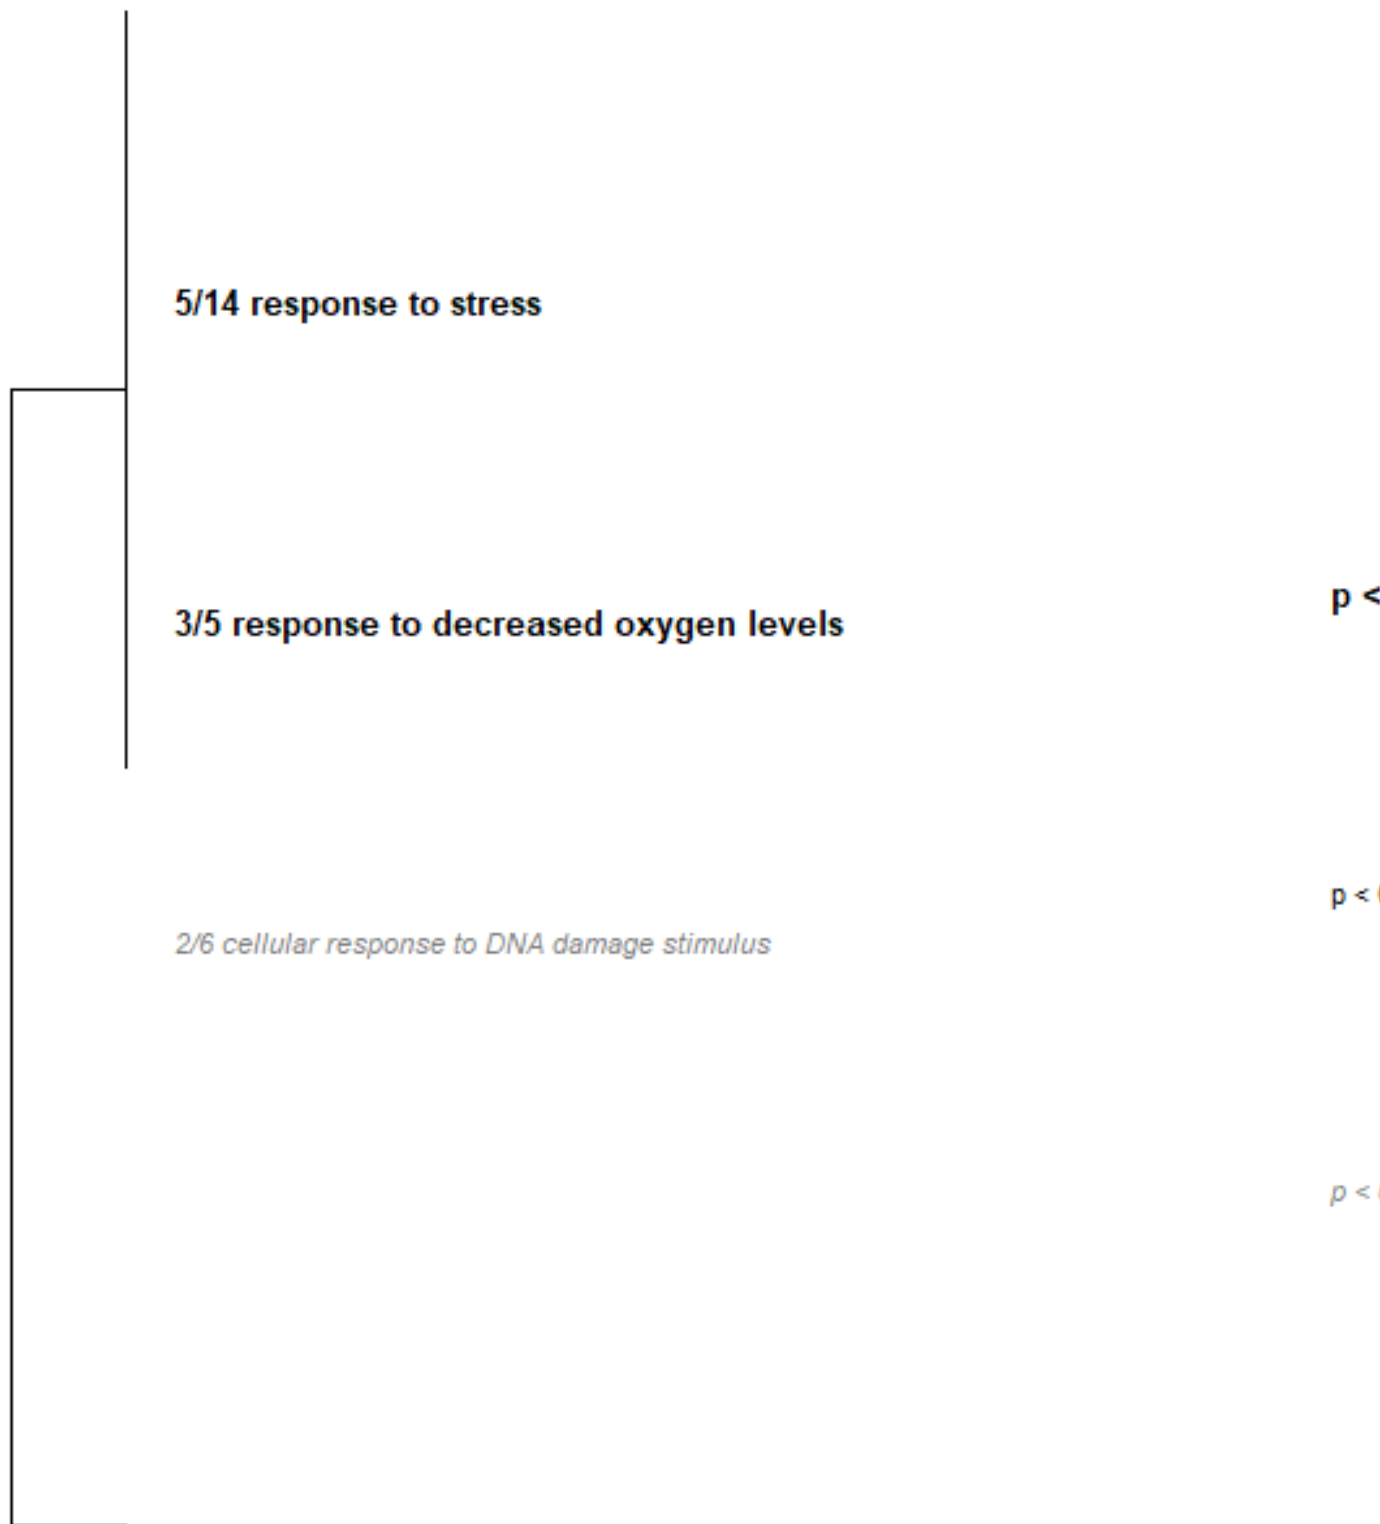 5/14 response to stress
3/5 response to decreased oxygen levels
p <
p <
2/6 cellular response to DNA damage stimulus
p <